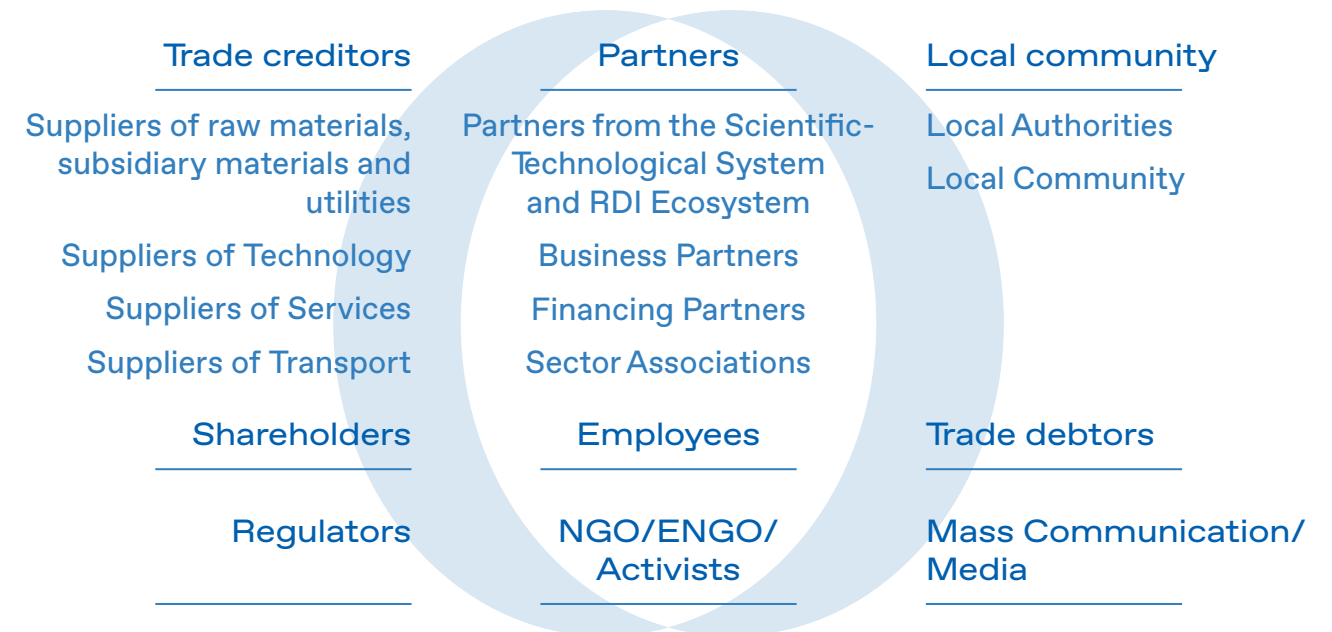 Trade creditors
Suppliers of raw materials,
subsidiary materials and
utilities
Suppliers of Technology
Suppliers of Services
Suppliers of Transport
Partners
Partners from the Scientific-
Technological System
and RDI Ecosystem
Business Partners
Financing Partners
Sector Associations
Local community
Local Authorities
Local Community
Shareholders
Employees
Trade debtors
Regulators
NGO/ENGO/
Activists
Mass Communication/
Media